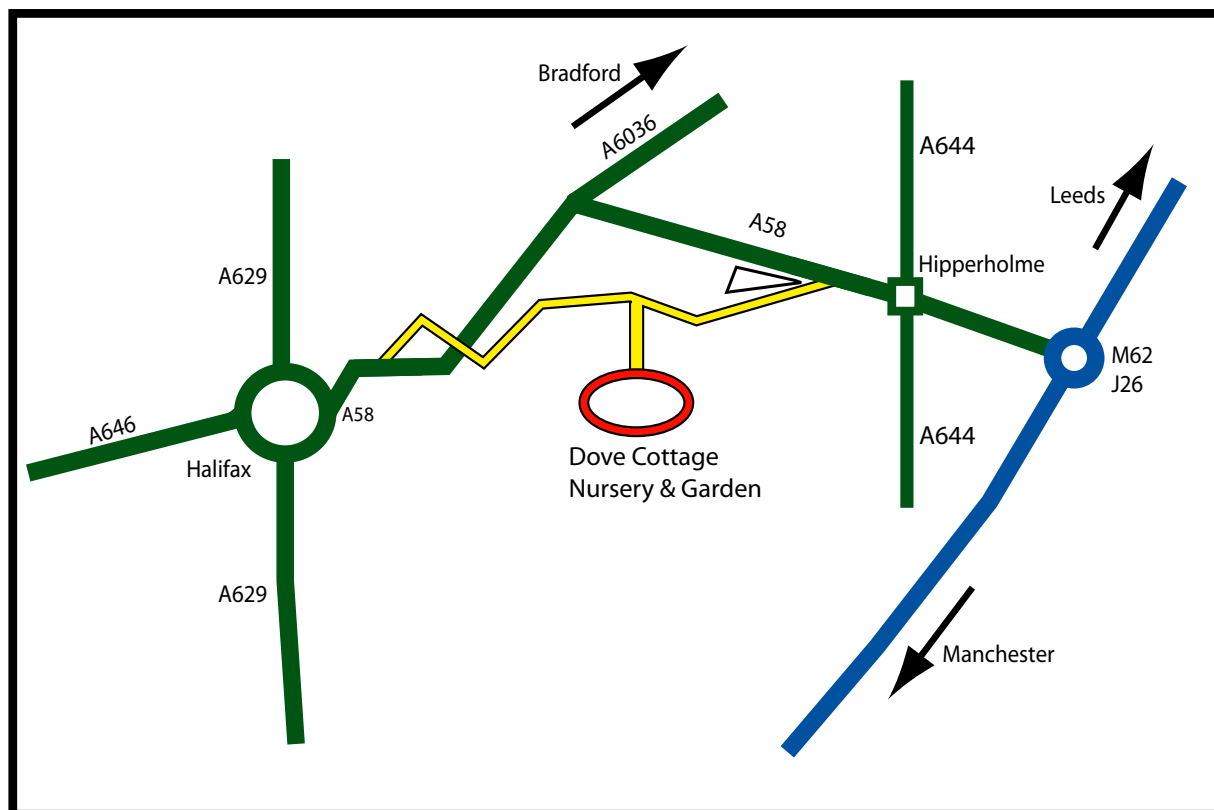 Bradford
A6036
A644
Leeds
A58
A629
Hipperholme
M62
J26
A58
A646
A644
Halifax
Dove Cottage
Nursery & Garden
A629
Manchester